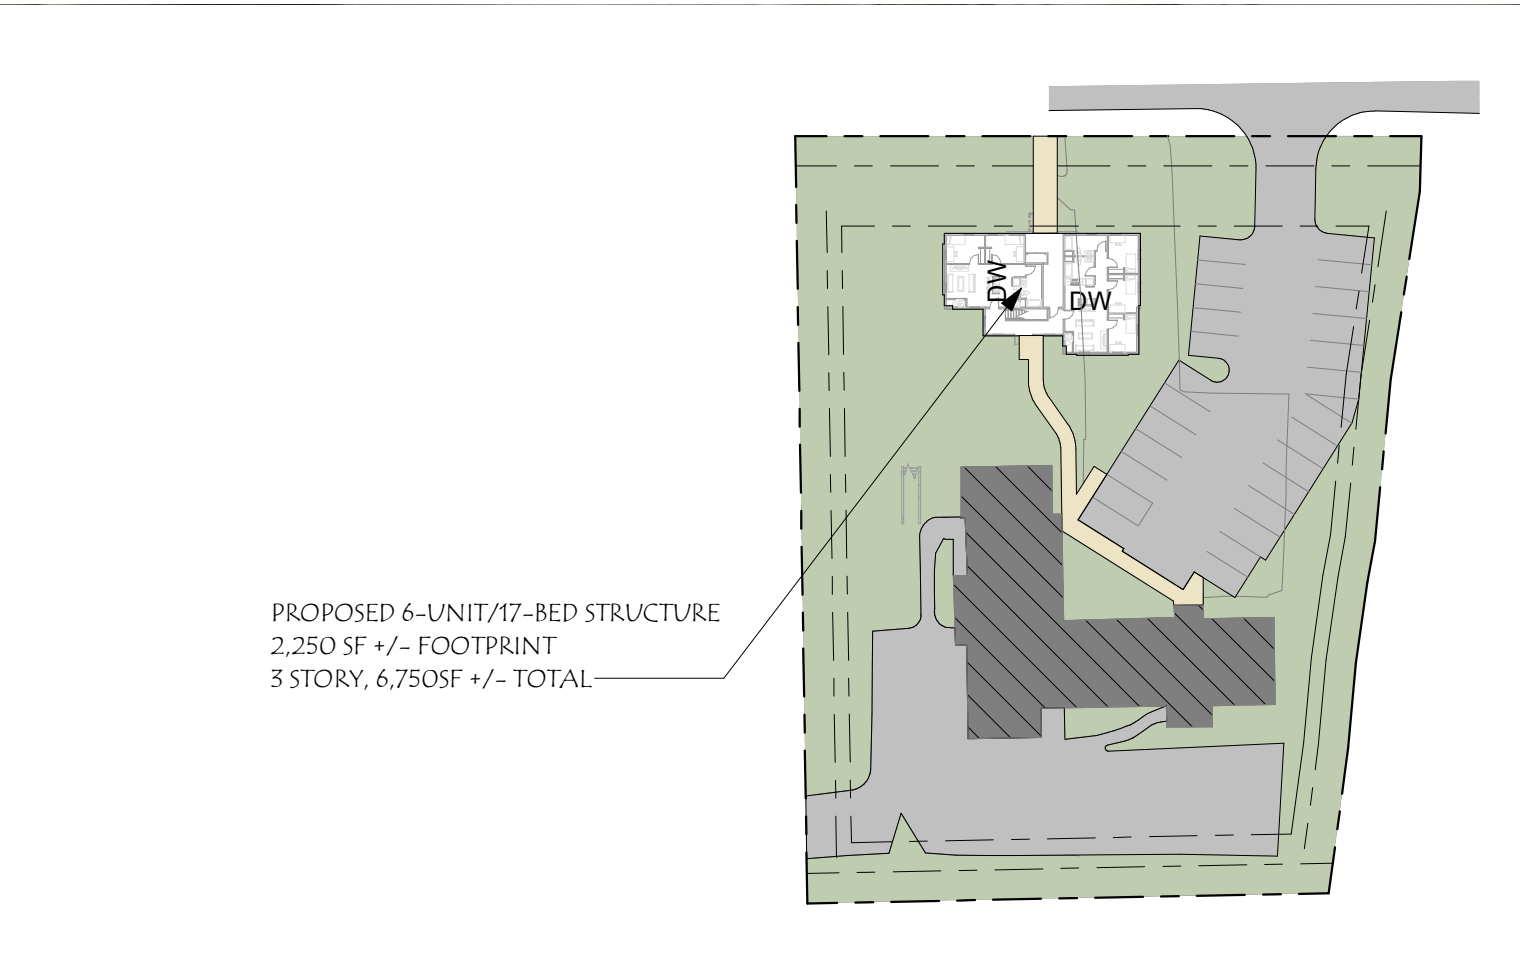 DW
DW
PROPOSED 6-UNIT/17-BED STRUCTURE
2,250 SF +/- FOOTPRINT
3 STORY, 6,750SF +/- TOTAL